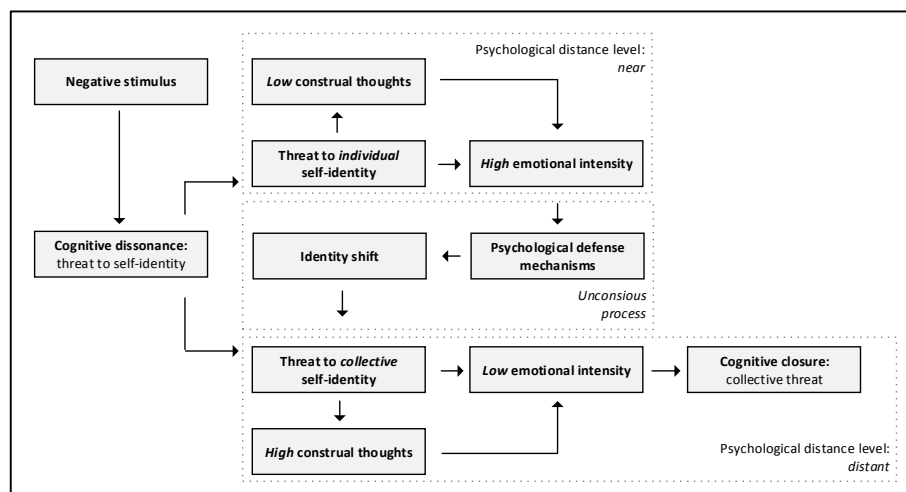 Psychological distance level:
near
Negative stimulus
Low construal thoughts
Threat to individual
self-identity
High emotional intensity
Cognitive dissonance:
threat to self-identity
Identity shift
Psychological defense
mechanisms
Unconsious
process
Threat to collective
self-identity
Low emotional intensity
Cognitive closure:
collective threat
High construal thoughts
Psychological distance level:
distant